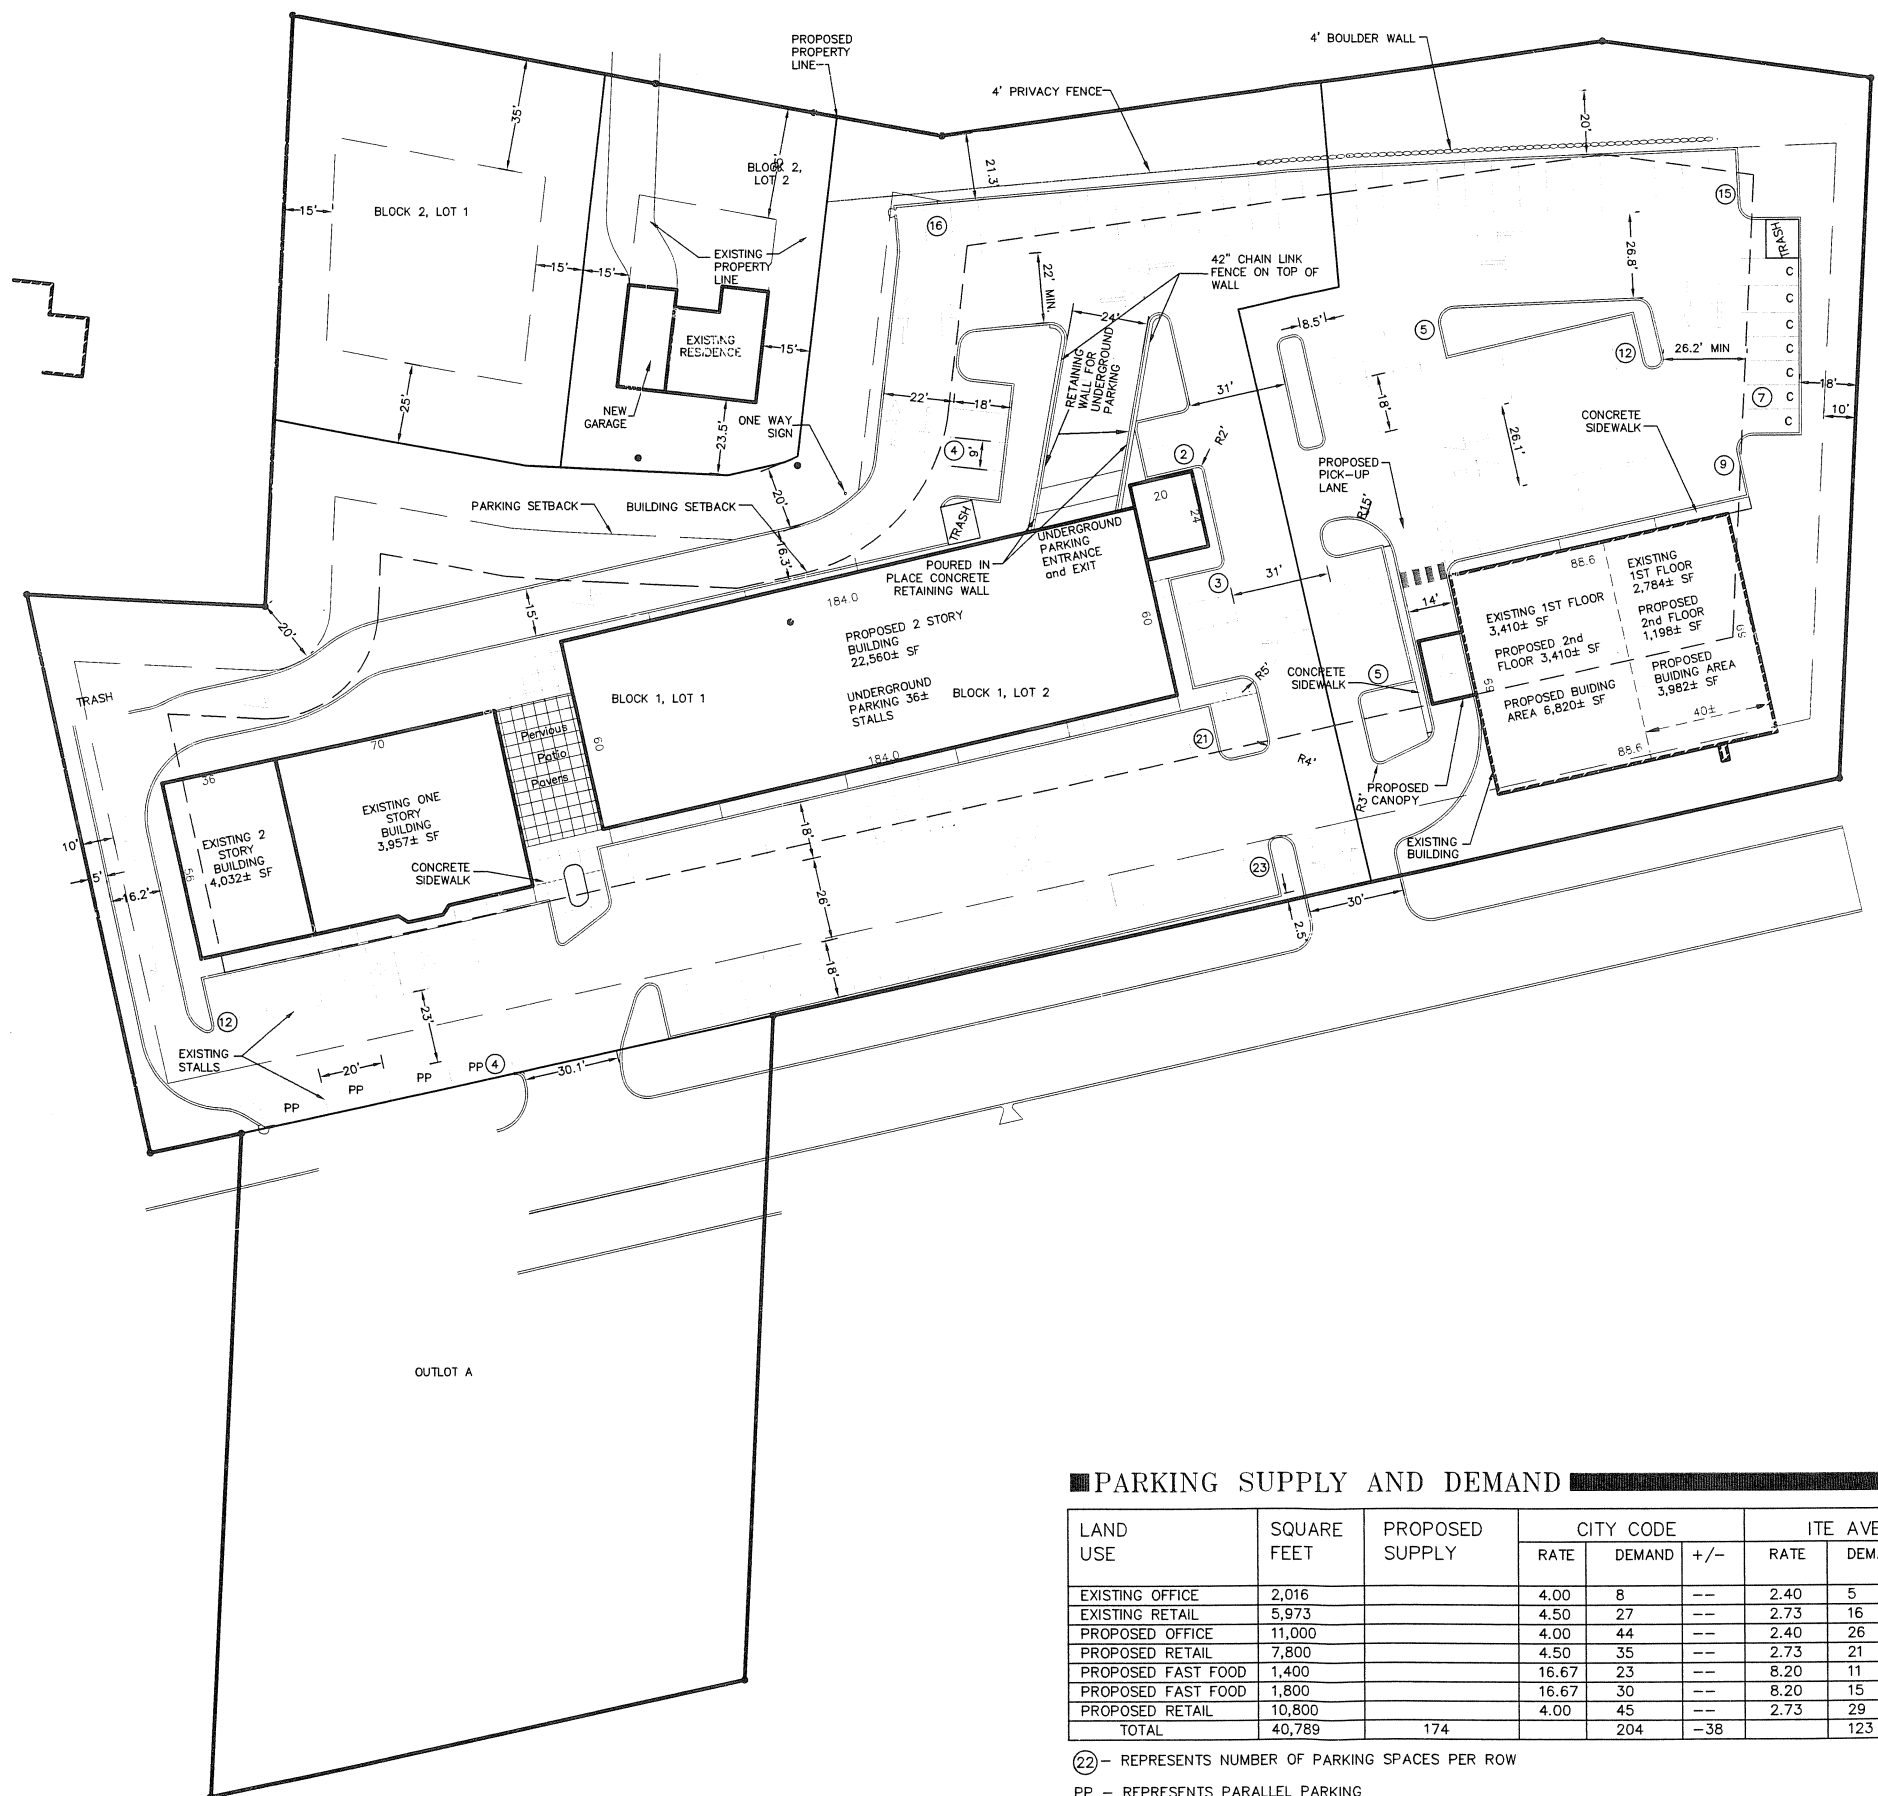 PROPOSED
PROPERTY
LINE
4' BOULDER WALL
4' PRIVACY FENCE
35'
20'
21.3'
BLOCK 2,
LOT 2
15'
BLOCK 2, LOT 1
16
15
TRASH
EXISTING
PROPERTY
LINE
15'
15'
22' MIN.
42" CHAIN LINK
FENCE ON TOP OF
WALL
26.8'
C
C
C
C
C
C
C
24'
8.5'
5
12
26.2' MIN
EXISTING
RESIDENCE
15'
RETAINING
WALL FOR
UNDERGROUND
PARKING
31'
18'
18'
10'
7
25'
NEW
GARAGE
23.5'
ONE WAY
SIGN
22'
18'
4
9'
R2'
2
26.1'
CONCRETE
SIDEWALK
PROPOSED
PICK-UP
LANE
9
20'
PARKING SETBACK
BUILDING SETBACK
16.3'
TRASH
20
24
R15'
UNDERGROUND
PARKING
ENTRANCE
and EXIT
POURED IN
PLACE CONCRETE
RETAINING WALL
3
31'
14'
88.6
EXISTING
1ST FLOOR
2,784± SF
PROPOSED
2nd FLOOR
1,198± SF
PROPOSED
BUIDING AREA
3,982± SF
EXISTING 1ST FLOOR
3,410± SF
PROPOSED 2nd
FLOOR 3,410± SF
PROPOSED BUIDING
AREA 6,820± SF
69
69
40±
88.6
20'
15'
184.0
PROPOSED 2 STORY
BUILDING
22,560± SF
UNDERGROUND
PARKING 36±
STALLS
60
BLOCK 1, LOT 1
BLOCK 1, LOT 2
R5'
CONCRETE
SIDEWALK
5
TRASH
60
184.0
21
R4'
R3'
PROPOSED
CANOPY
EXISTING
BUILDING
Pervious
Patio
Pavers
70
36
EXISTING ONE
STORY
BUILDING
3,957± SF
EXISTING 2
STORY
BUILDING
4,032± SF
56
10'
5'
16.2'
CONCRETE
SIDEWALK
18'
26'
18'
23
30'
2.5'
12
EXISTING
STALLS
23'
20'
PP
PP
PP
PP
4
30.1'
OUTLOT A
PARKING SUPPLY AND DEMAND
LAND USE SQUARE FEET PROPOSED SUPPLY CITY CODE ITE AVE
RATE DEMAND +/- RATE DEM.
EXISTING OFFICE 2,016 4.00 8 -- 2.40 5
EXISTING RETAIL 5,973 4.50 27 -- 2.73 16
PROPOSED OFFICE 11,000 4.00 44 -- 2.40 26
PROPOSED RETAIL 7,800 4.50 35 -- 2.73 21
PROPOSED FAST FOOD 1,400 16.67 23 -- 8.20 11
PROPOSED FAST FOOD 1,800 16.67 30 -- 8.20 15
PROPOSED RETAIL 10,800 4.00 45 -- 2.73 29
TOTAL 40,789 174 204 -38 123
22 - REPRESENTS NUMBER OF PARKING SPACES PER ROW
PP - REPRESENTS PARALLEL PARKING